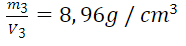 m₃/V₃ = 8,96g / cm³